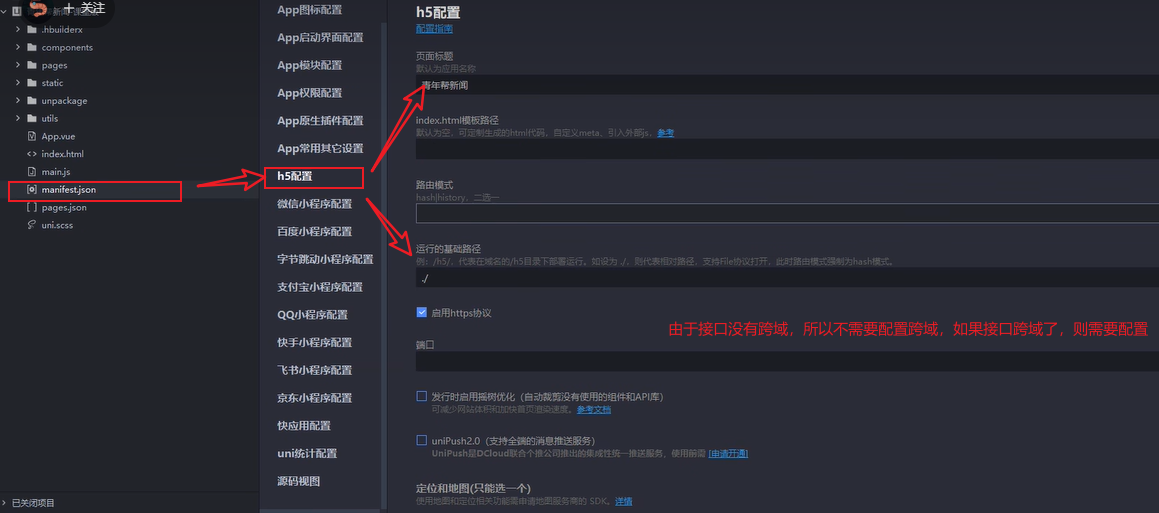 关注
.hbuilderx
components
pages
static
unpackage
utils
App.vue
index.html
main.js
manifest.json
pages.json
uni.scss
已关闭项目
App图标配置
App启动界面配置
App模块配置
App权限配置
App原生插件配置
App常用其它设置
h5配置
微信小程序配置
百度小程序配置
字节跳动小程序配置
支付宝小程序配置
QQ小程序配置
快手小程序配置
飞书小程序配置
京东小程序配置
快应用配置
uni统计配置
源码视图
h5配置
配置指南
页面标题
默认为应用名称
青年帮新闻
index.html模板路径
默认为空，可定制生成的html代码，自定义meta、引入外部js，参考
路由模式
hash|history，二选一
运行的基础路径
例：/h5/，代表在域名的/h5目录下部署运行。如设为 ./，则代表相对路径，支持File协议打开，此时路由模式强制为hash模式。
./
启用https协议
由于接口没有跨域，所以不需要配置跨域，如果接口跨域了，则需要配置
端口
发行时启用摇树优化（自动裁剪没有使用的组件和API库）
可减少网站体积和加快首页渲染速度。参考文档
uniPush2.0（支持全端的消息推送服务）
UniPush是DCloud联合个推公司推出的集成性统一推送服务，使用前需 [申请开通]
定位和地图(只能选一个)
使用地图和定位相关功能需申请地图服务商的 SDK。详情